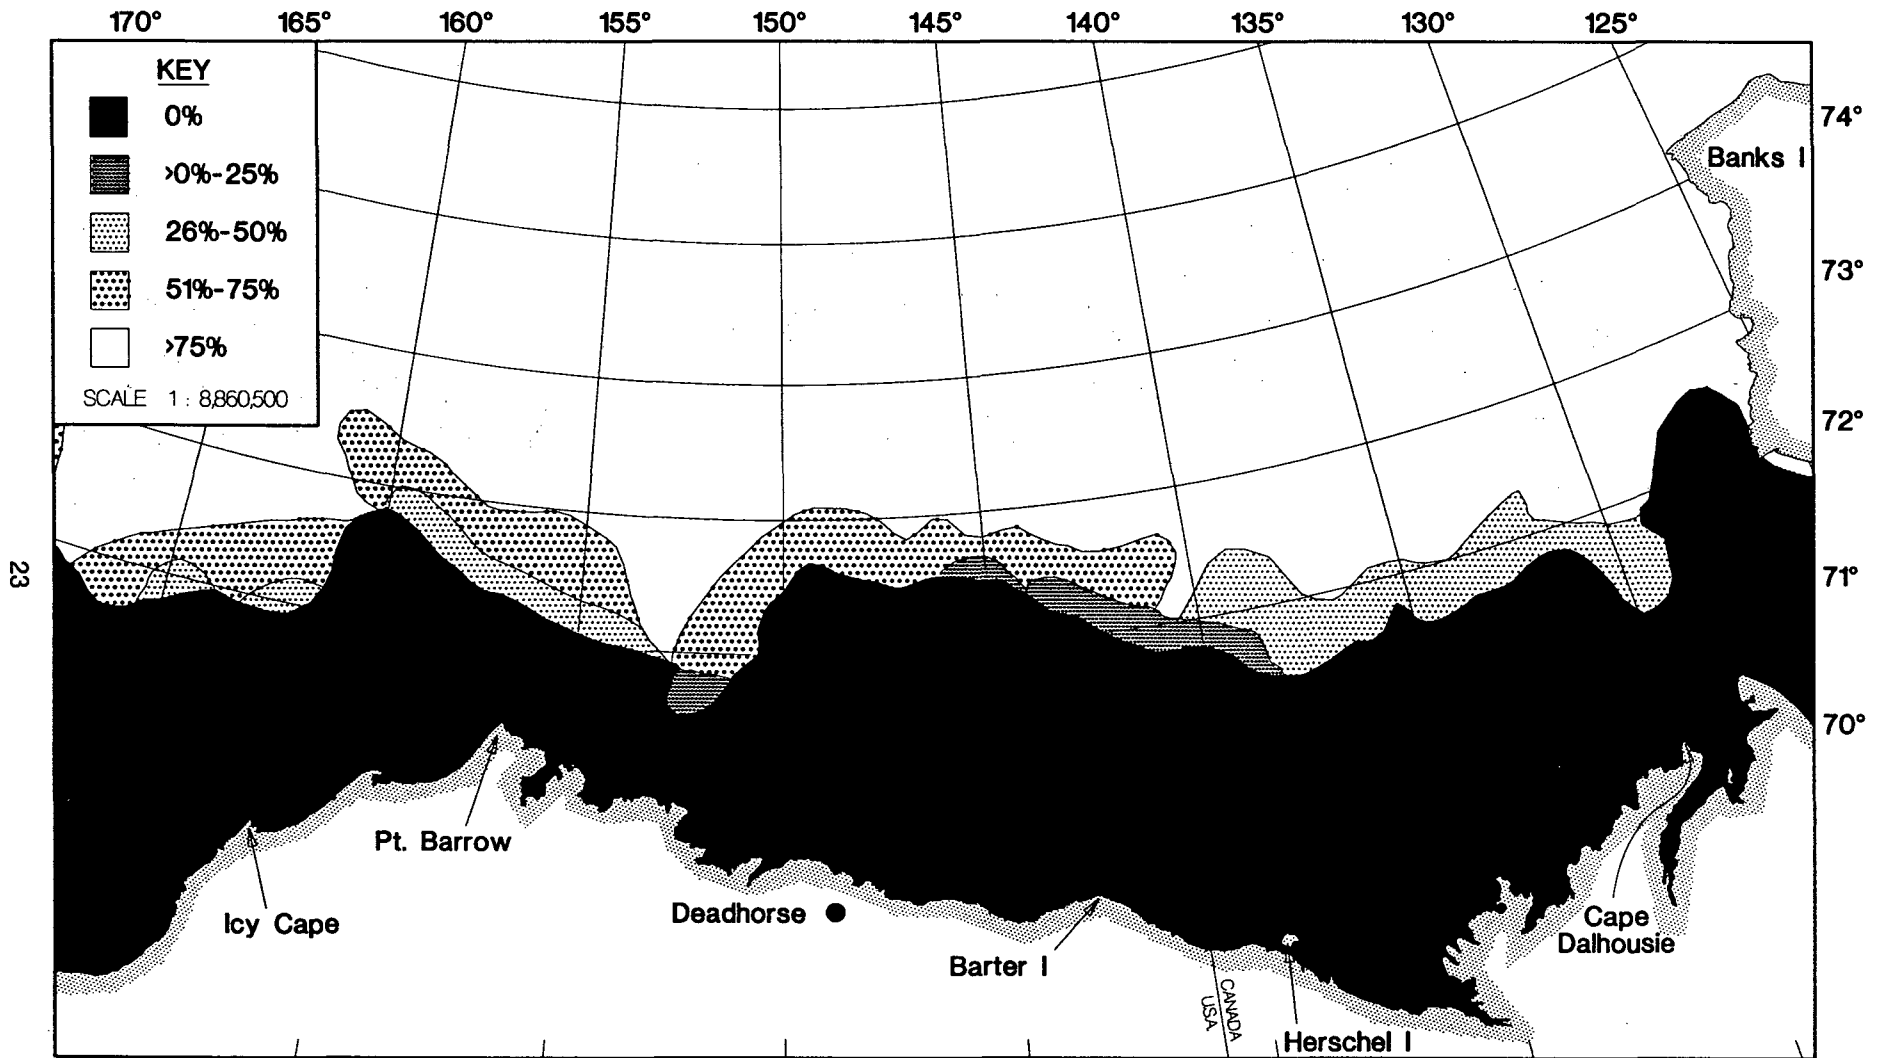 170° 165° 160° 155° 150° 145° 140° 135° 130° 125°
KEY
0%
>0%-25%
26%-50%
51%-75%
>75%
SCALE 1 : 8,860,500
74°
Banks I
73°
72°
71°
70°
23
Pt. Barrow
Icy Cape
Deadhorse
Barter I
Cape
Dalhousie
CANADA
USA
Herschel I